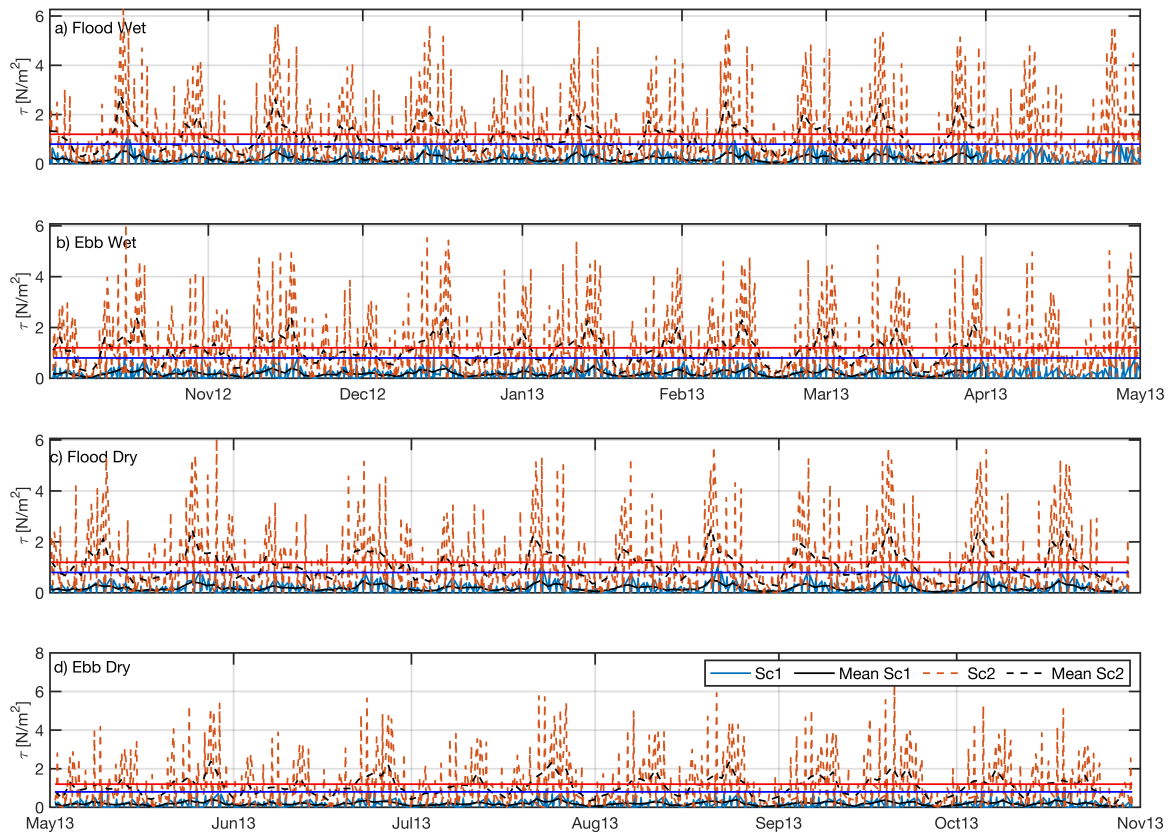 a) Flood Wet
6
4
2
0
τ [N/m²]
b) Ebb Wet
6
4
2
0
τ [N/m²]
Nov12 Dec12 Jan13 Feb13 Mar13 Apr13 May13
c) Flood Dry
6
4
2
0
τ [N/m²]
d) Ebb Dry
Sc1 Mean Sc1 Sc2 Mean Sc2
8
6
4
2
0
τ [N/m²]
May13 Jun13 Jul13 Aug13 Sep13 Oct13 Nov13